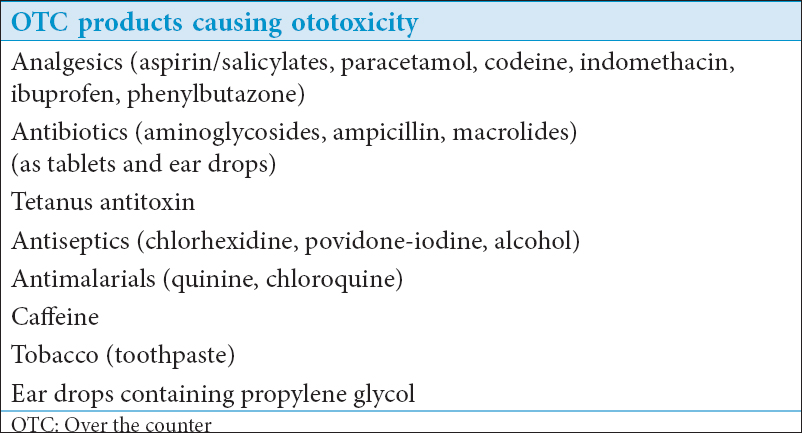 OTC products causing ototoxicity
Analgesics (aspirin/salicylates, paracetamol, codeine, indomethacin,
ibuprofen, phenylbutazone)
Antibiotics (aminoglycosides, ampicillin, macrolides)
(as tablets and ear drops)
Tetanus antitoxin
Antiseptics (chlorhexidine, povidone-iodine, alcohol)
Antimalarials (quinine, chloroquine)
Caffeine
Tobacco (toothpaste)
Ear drops containing propylene glycol
OTC: Over the counter